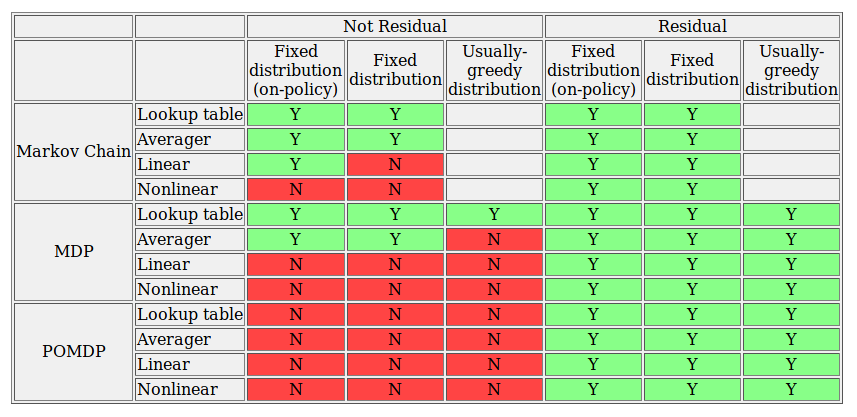 Not Residual Residual
Fixed distribution (on-policy) Fixed distribution Usually-greedy distribution Fixed distribution (on-policy) Fixed distribution Usually-greedy distribution
Markov Chain Lookup table Y Y Y Y
Averager Y Y Y Y
Linear Y N Y Y
Nonlinear N N Y Y
MDP Lookup table Y Y Y Y Y Y
Averager Y Y N Y Y Y
Linear N N N Y Y Y
Nonlinear N N N Y Y Y
POMDP Lookup table N N N Y Y Y
Averager N N N Y Y Y
Linear N N N Y Y Y
Nonlinear N N N Y Y Y